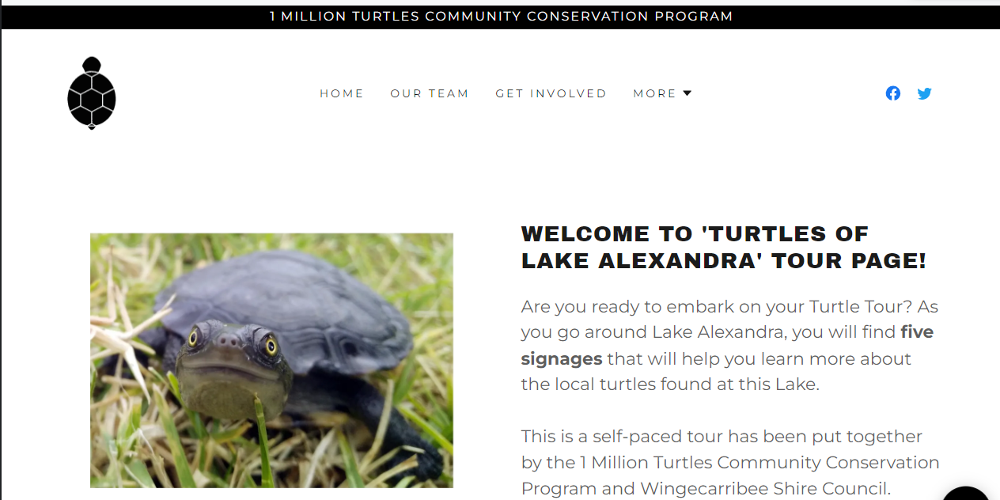 1 MILLION TURTLES COMMUNITY CONSERVATION PROGRAM
HOME
OUR TEAM
GET INVOLVED
MORE
WELCOME TO 'TURTLES OF
LAKE ALEXANDRA' TOUR PAGE!
Are you ready to embark on your Turtle Tour? As
you go around Lake Alexandra, you will find five
signages that will help you learn more about
the local turtles found at this Lake.
This is a self-paced tour has been put together
by the 1 Million Turtles Community Conservation
Program and Wingecarribee Shire Council.